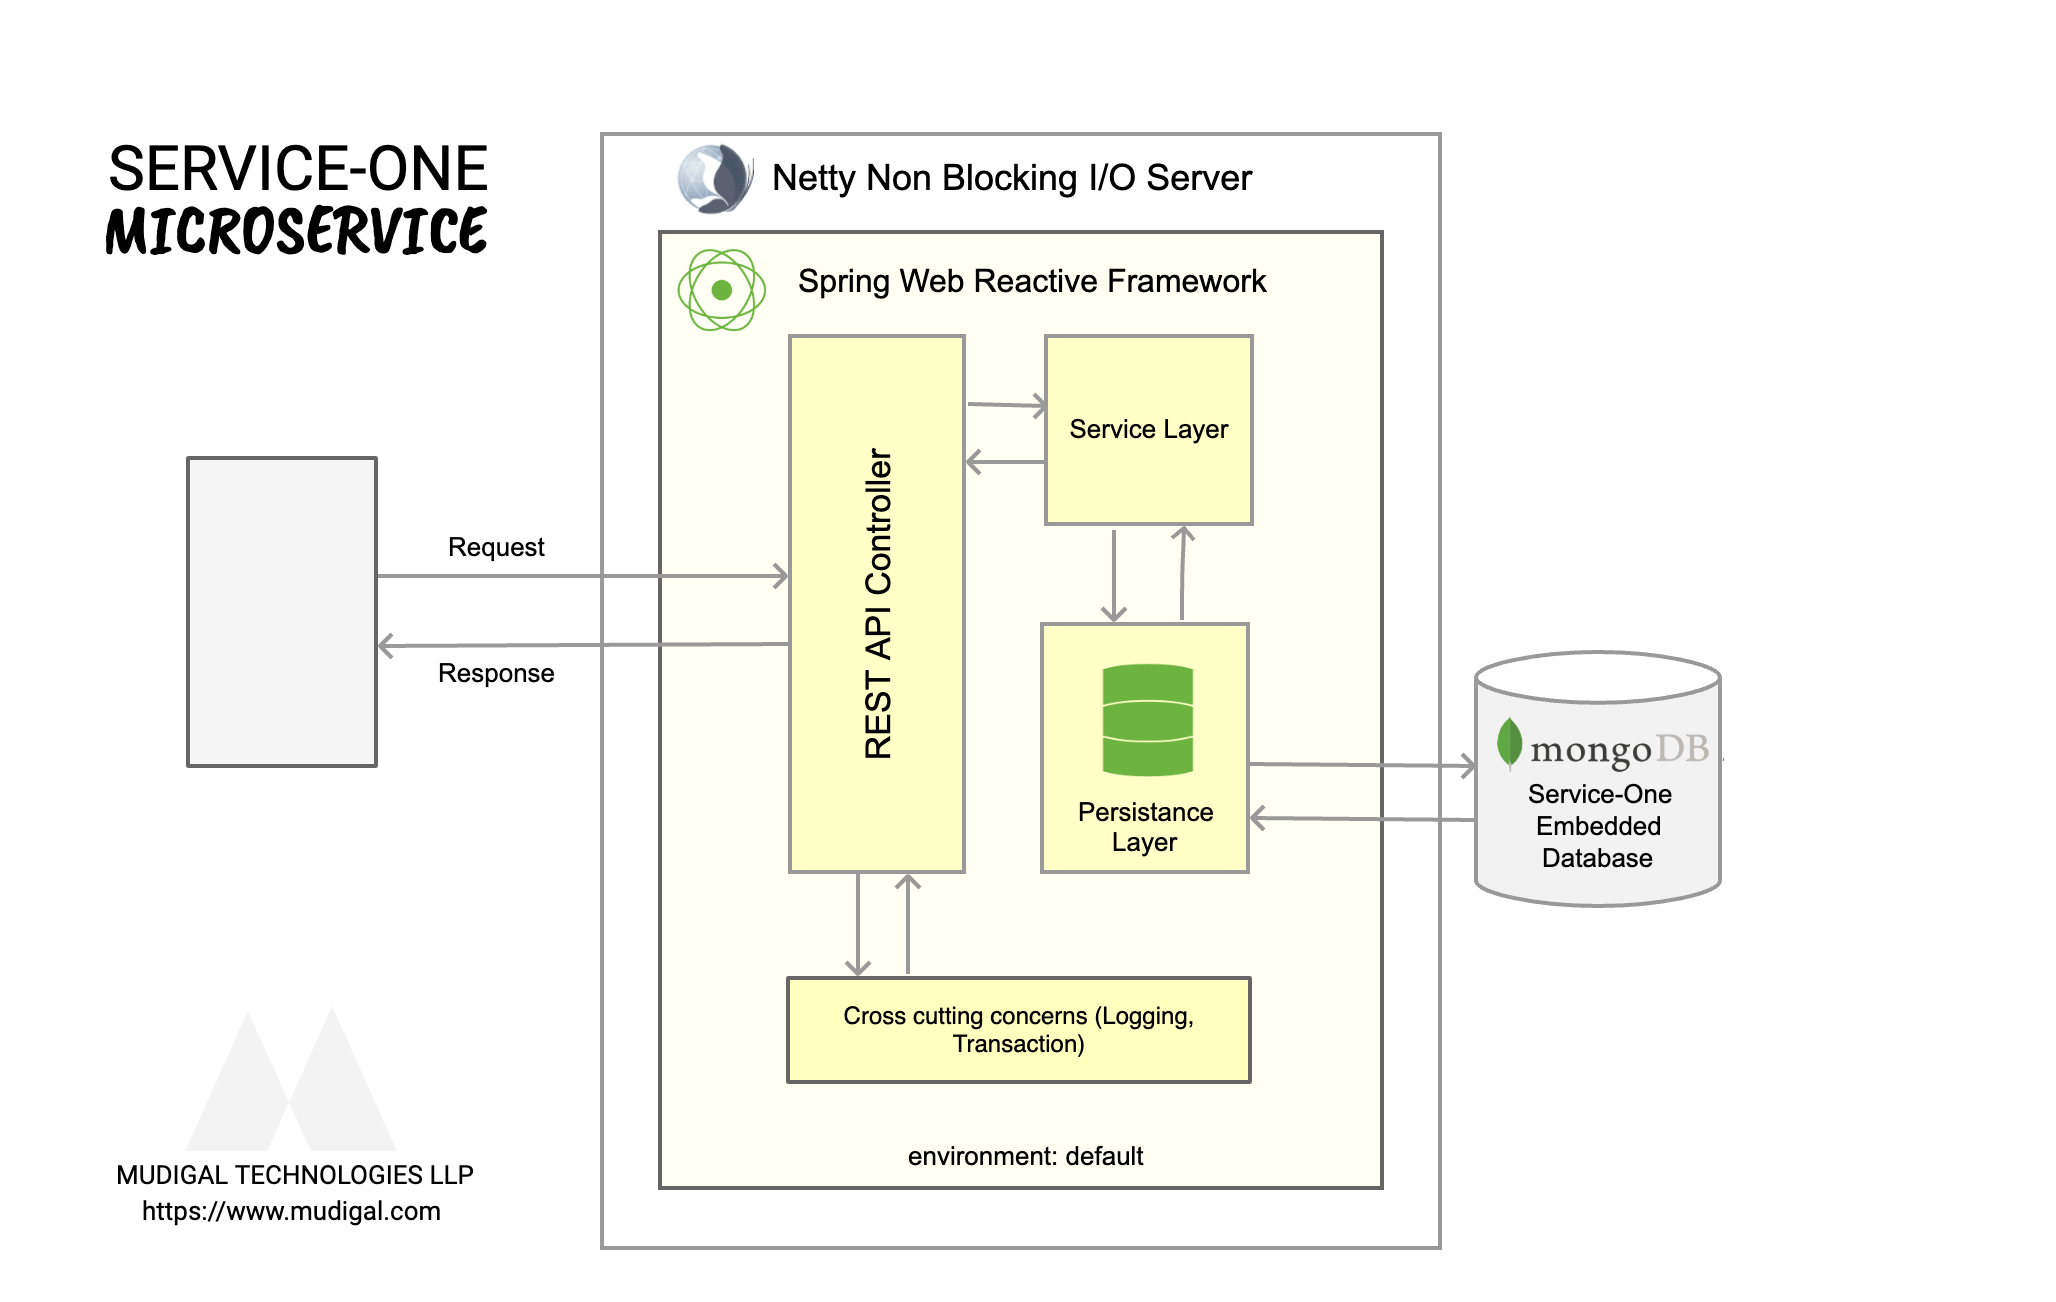 SERVICE-ONE
MICROSERVICE
Netty Non Blocking I/O Server
Spring Web Reactive Framework
REST API Controller
Service Layer
Request
Response
Persistance
Layer
mongoDB
Service-One
Embedded
Database
Cross cutting concerns (Logging,
Transaction)
environment: default
MUDIGAL TECHNOLOGIES LLP
https://www.mudigal.com